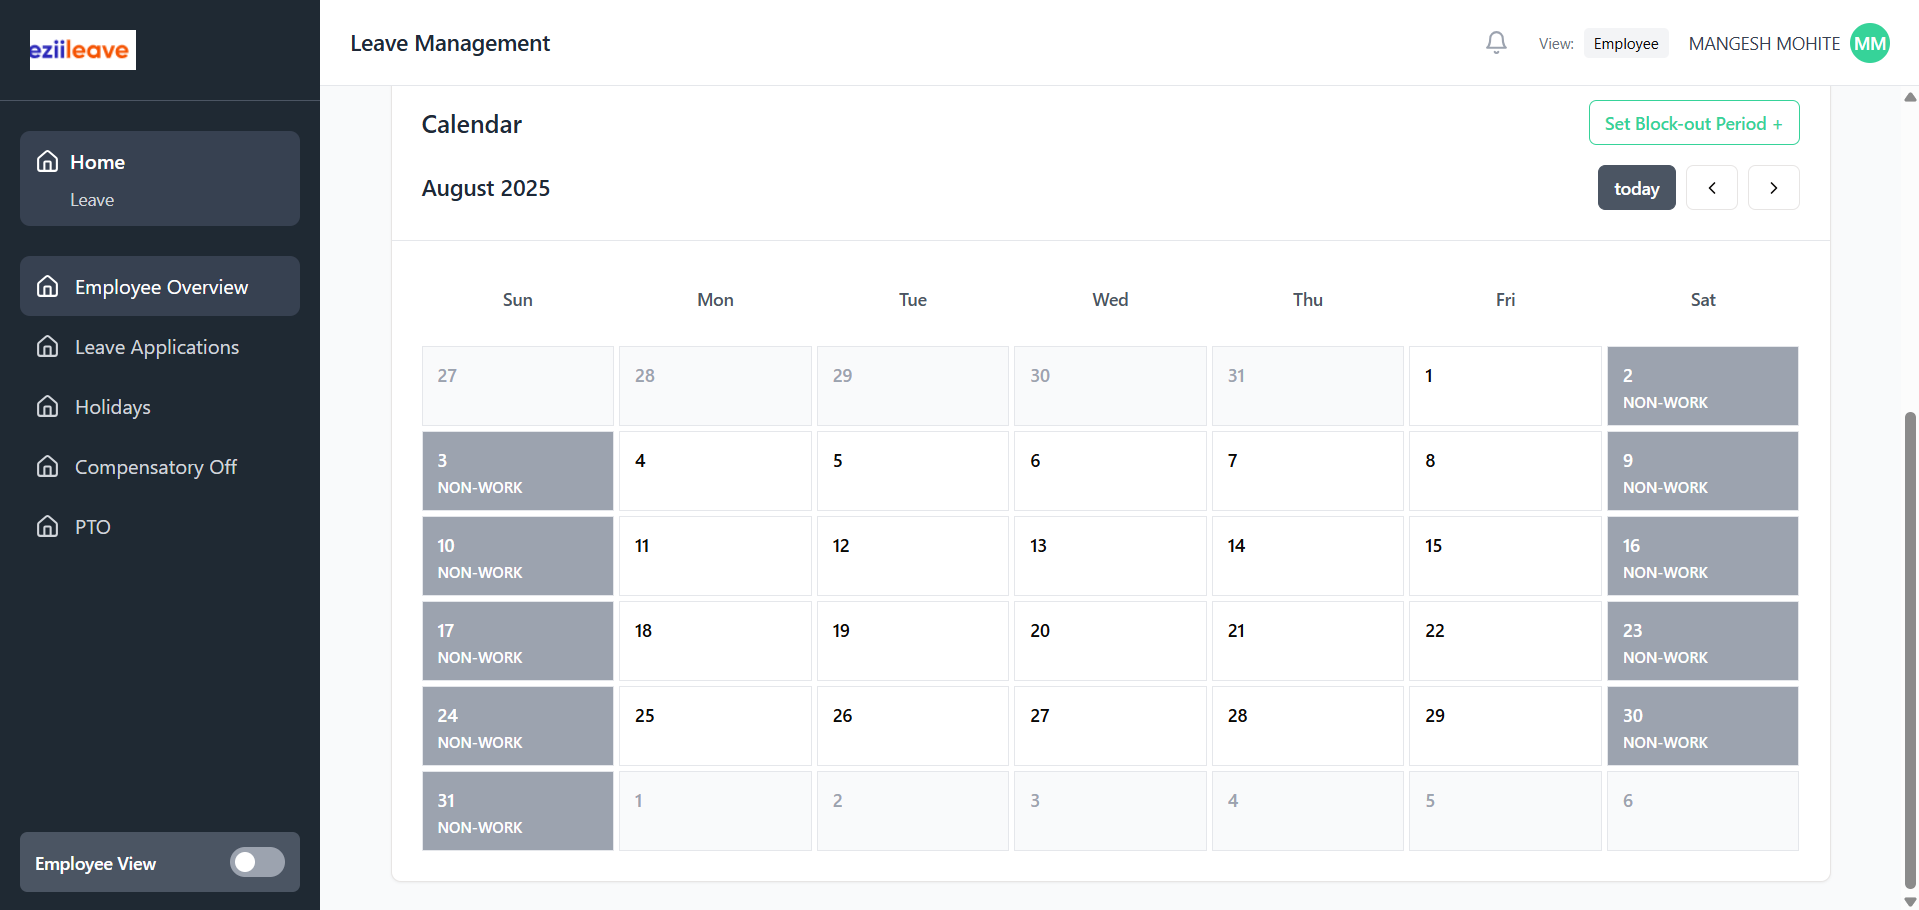 eziileave
Leave Management
View: Employee MANGESH MOHITE MM
Home
Leave
Employee Overview
Leave Applications
Holidays
Compensatory Off
PTO
Employee View
Calendar
Set Block-out Period +
August 2025
today
Sun Mon Tue Wed Thu Fri Sat
27 28 29 30 31 1 2
NON-WORK
3 4 5 6 7 8 9
NON-WORK NON-WORK
10 11 12 13 14 15 16
NON-WORK NON-WORK
17 18 19 20 21 22 23
NON-WORK NON-WORK
24 25 26 27 28 29 30
NON-WORK NON-WORK
31 1 2 3 4 5 6
NON-WORK